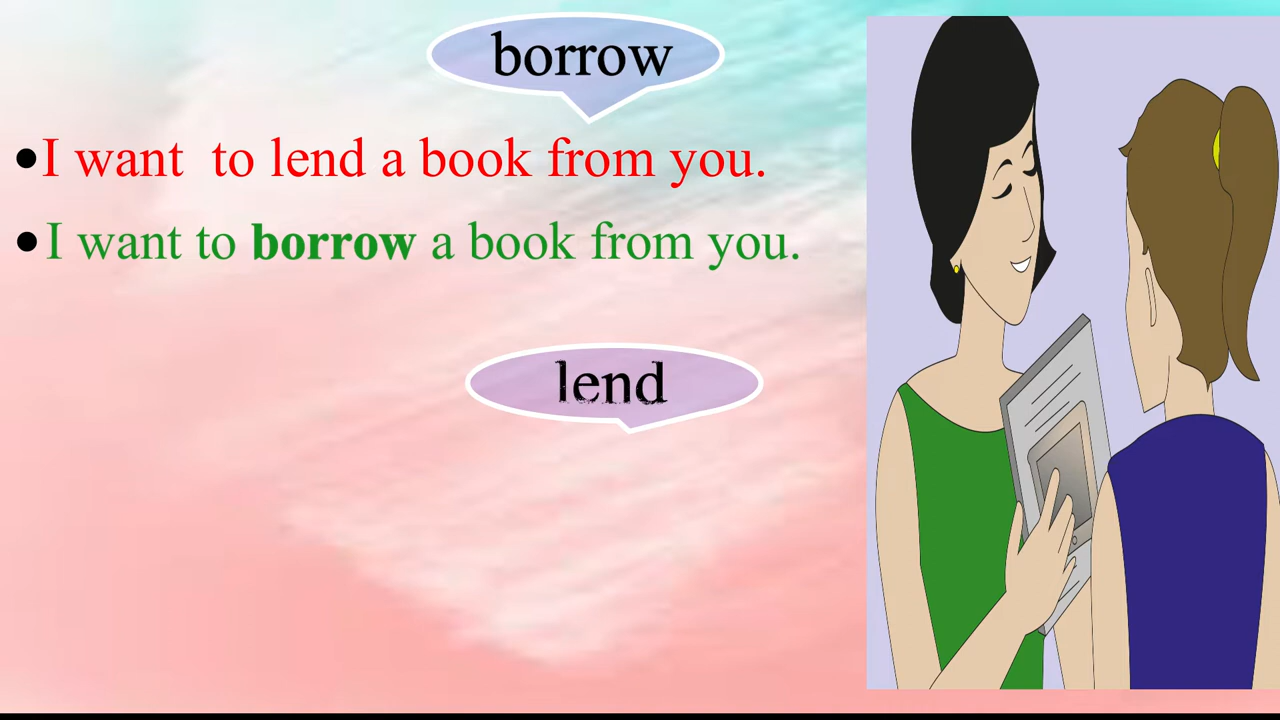 borrow
•I want to lend a book from you.
•I want to borrow a book from you.
lend